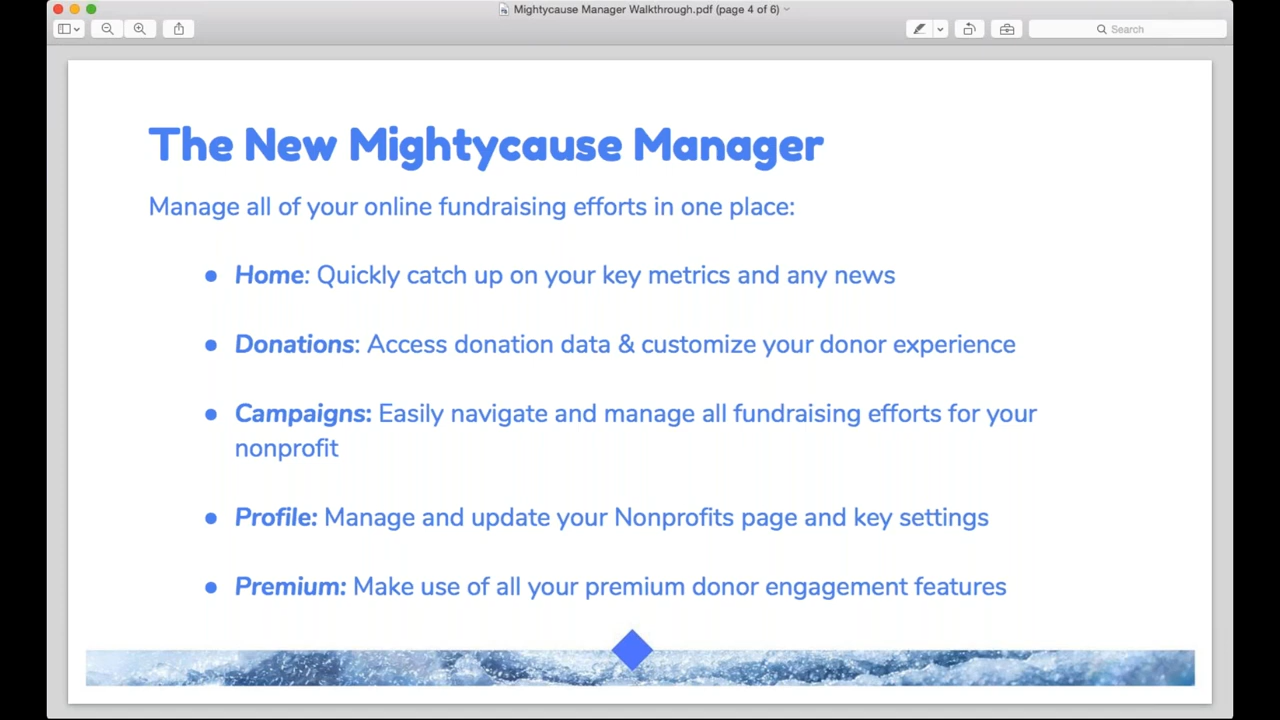 Mightycause Manager Walkthrough.pdf (page 4 of 6)
Search
The New Mightycause Manager
Manage all of your online fundraising efforts in one place:
● Home: Quickly catch up on your key metrics and any news
● Donations: Access donation data & customize your donor experience
● Campaigns: Easily navigate and manage all fundraising efforts for your
nonprofit
● Profile: Manage and update your Nonprofits page and key settings
● Premium: Make use of all your premium donor engagement features